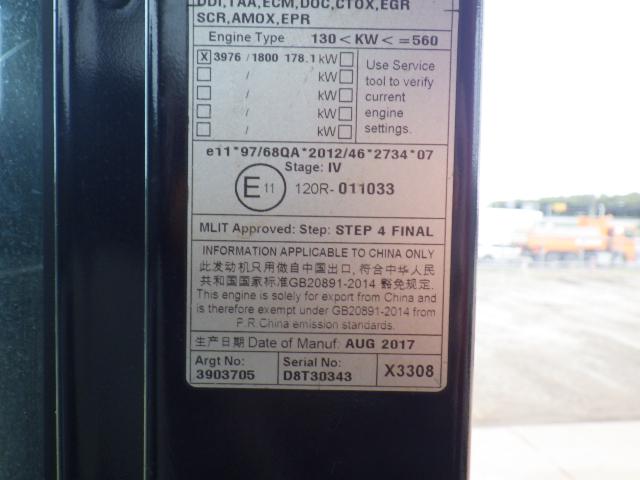 DDI,TAA,ECM,DOC,CTOX,EGR
SCR,AMOX,EPR
Engine Type 130 < KW < =560
X 3976 / 1800 178.1 kW
/ kW
/ kW
/ kW
/ kW
Use Service
tool to verify
current
engine
settings.
e11*97/68QA*2012/46*2734*07
Stage: IV
E 11 120R- 011033
MLIT Approved: Step: STEP 4 FINAL
INFORMATION APPLICABLE TO CHINA ONLY
此发动机只用做自中国出口, 符合中华人民
共和国国家标准GB20891-2014 豁免规定.
This engine is solely for export from China and
is therefore exempt under GB20891-2014 from
P.R.China emission standards.
生产日期 Date of Manuf: AUG 2017
Argt No: Serial No:
3903705 D8T30343 X3308